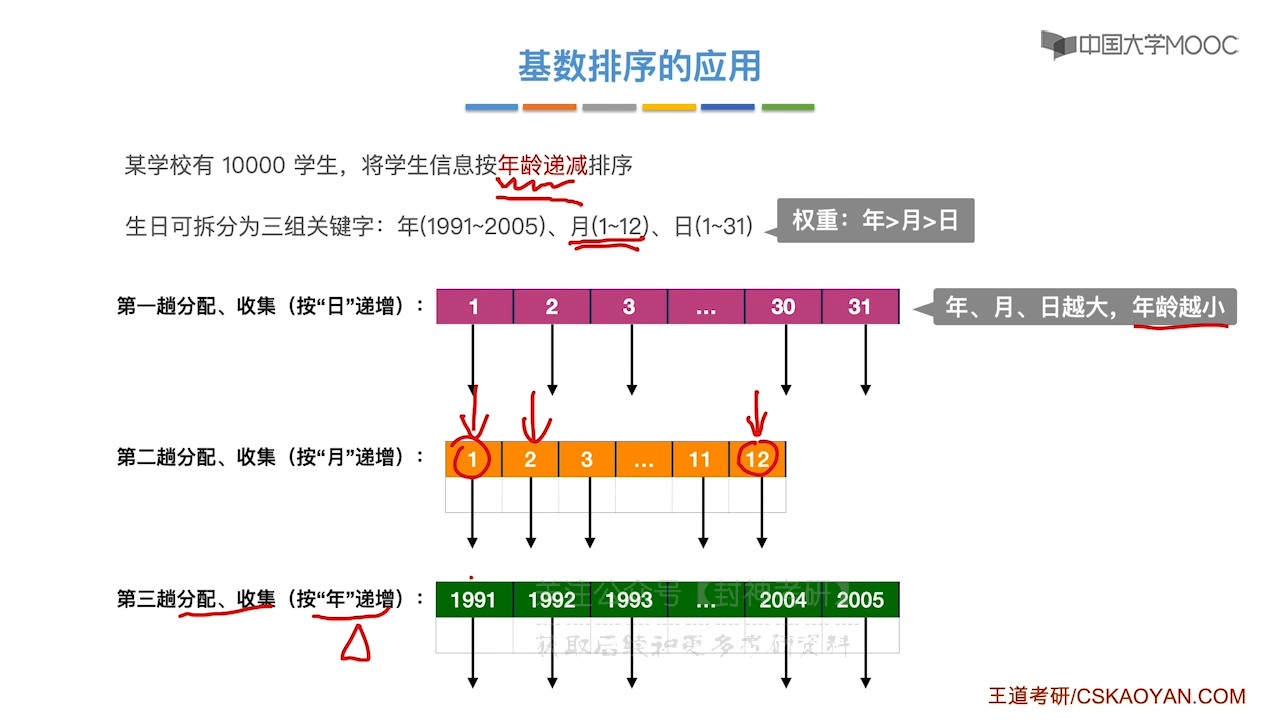 中国大学MOOC
基数排序的应用
某学校有 10000 学生，将学生信息按年龄递减排序
生日可拆分为三组关键字：年(1991~2005)、月(1~12)、日(1~31)
权重：年>月>日
第一趟分配、收集（按“日”递增）：
1 2 3 ... 30 31
年、月、日越大，年龄越小
第二趟分配、收集（按“月”递增）：
1 2 3 ... 11 12
第三趟分配、收集（按“年”递增）：
关注公众号【封神考研】
1991 1992 1993 ... 2004 2005
获取后续和更多考研资料
王道考研/CSKAOYAN.COM